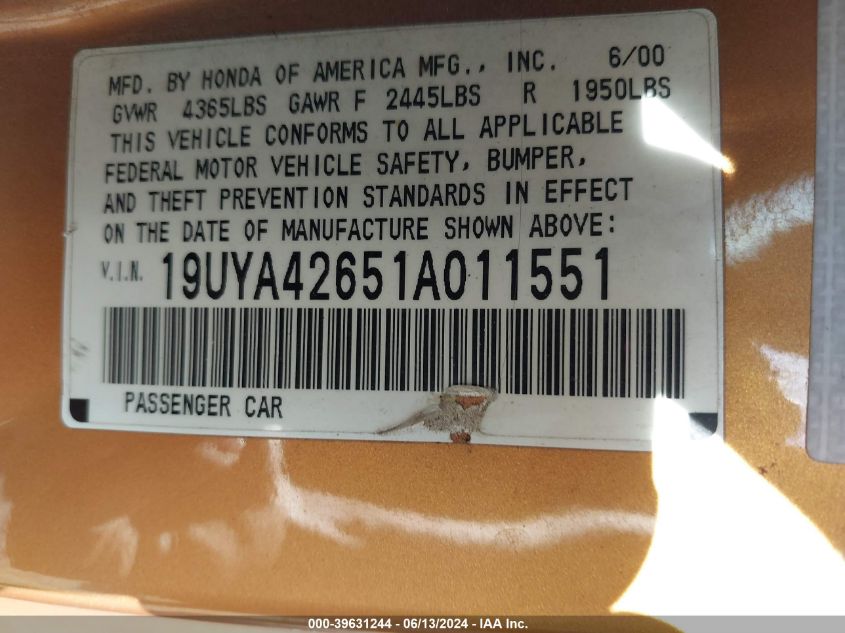 MFD. BY HONDA OF AMERICA MFG., INC. 6/00
GVWR 4365LBS GAWR F 2445LBS R 1950LBS
THIS VEHICLE CONFORMS TO ALL APPLICABLE
FEDERAL MOTOR VEHICLE SAFETY, BUMPER,
AND THEFT PREVENTION STANDARDS IN EFFECT
ON THE DATE OF MANUFACTURE SHOWN ABOVE:
V.I.N. 19UYA42651A011551
PASSENGER CAR
000-39631244 - 06/13/2024 - IAA Inc.